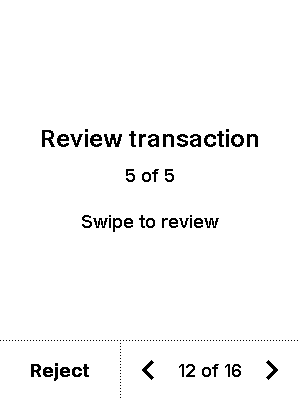 Review transaction
5 of 5
Swipe to review
Reject
12 of 16